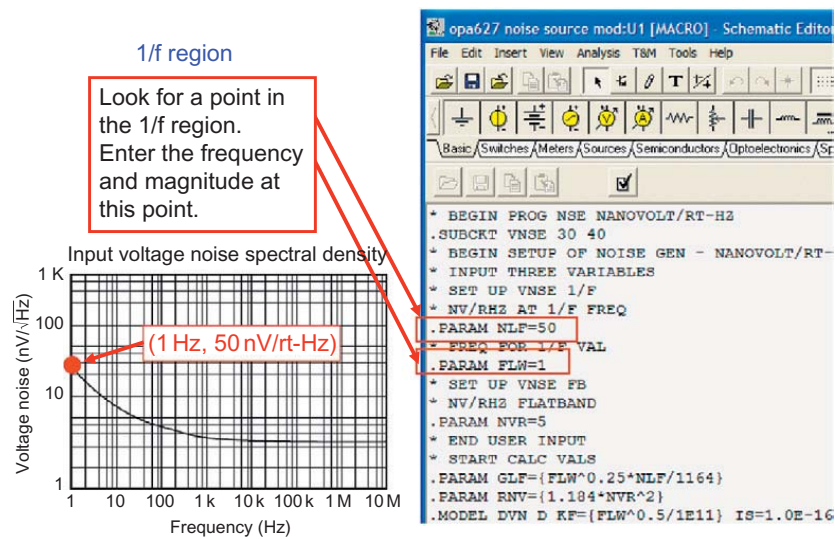 1/f region
Look for a point in
the 1/f region.
Enter the frequency
and magnitude at
this point.
Input voltage noise spectral density
Voltage noise (nV/√Hz)
1 K
100
10
1
(1 Hz, 50 nV/rt-Hz)
1 10 100 1 k 10 k 100 k 1 M 10 M
Frequency (Hz)
opa627 noise source mod:U1 [MACRO] - Schematic Editor
File Edit Insert View Analysis T&M Tools Help
T
Basic Switches Meters Sources Semiconductors Optoelectronics Sp
* BEGIN PROG NSE NANOVOLT/RT-HZ
.SUBCKT VNSE 30 40
* BEGIN SETUP OF NOISE GEN - NANOVOLT/RT-
* INPUT THREE VARIABLES
* SET UP VNSE 1/F
* NV/RHZ AT 1/F FREQ
.PARAM NLF=50
* FREQ FOR 1/F VAL
.PARAM FLW=1
* SET UP VNSE FB
* NV/RHZ FLATBAND
.PARAM NVR=5
* END USER INPUT
* START CALC VALS
.PARAM GLF={FLW^0.25*NLF/1164}
.PARAM RNV={1.184*NVR^2}
.MODEL DVN D KF={FLW^0.5/1E11} IS=1.0E-16